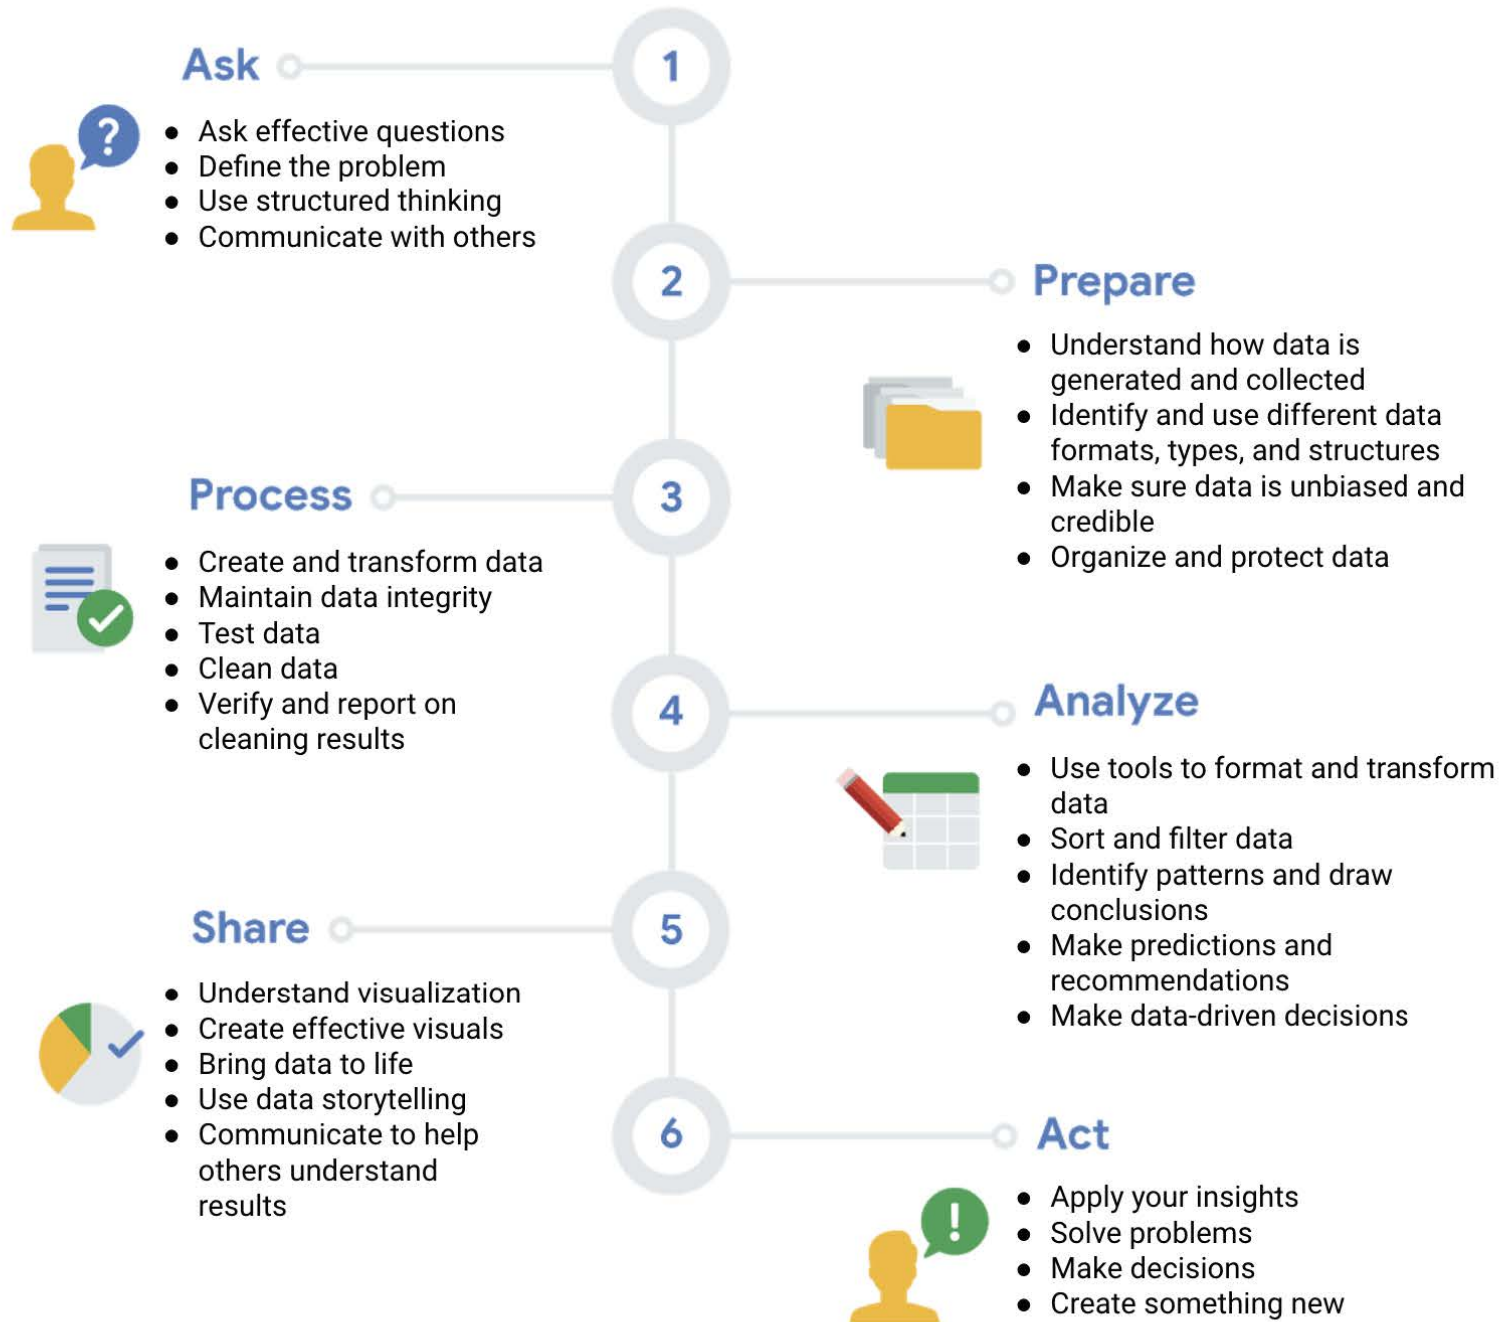 Ask
1
?
● Ask effective questions
● Define the problem
● Use structured thinking
● Communicate with others
2
Prepare
● Understand how data is
generated and collected
● Identify and use different data
formats, types, and structures
● Make sure data is unbiased and
credible
● Organize and protect data
Process
3
● Create and transform data
● Maintain data integrity
● Test data
● Clean data
● Verify and report on
cleaning results
4
Analyze
● Use tools to format and transform
data
● Sort and filter data
● Identify patterns and draw
conclusions
● Make predictions and
recommendations
● Make data-driven decisions
Share
5
● Understand visualization
● Create effective visuals
● Bring data to life
● Use data storytelling
● Communicate to help
others understand
results
6
Act
!
● Apply your insights
● Solve problems
● Make decisions
● Create something new